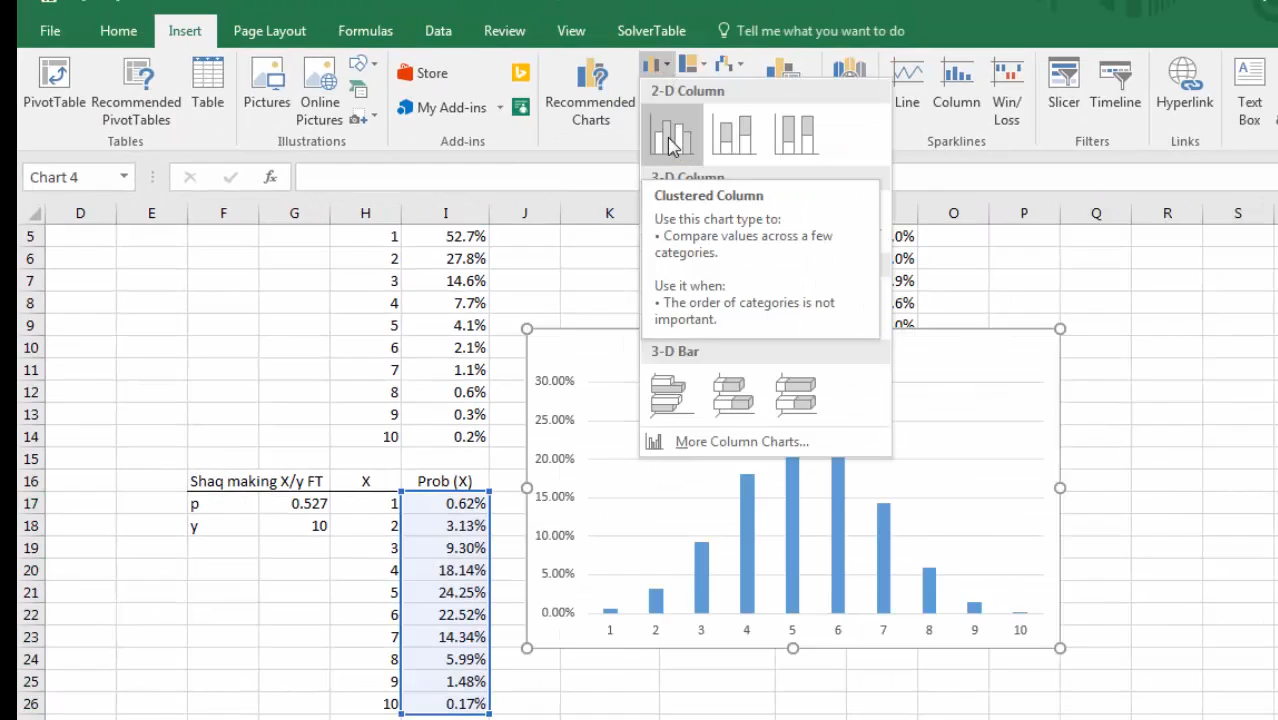 File Home Insert Page Layout Formulas Data Review View SolverTable Tell me what you want to do
PivotTable Recommended PivotTables Table
Tables
Pictures Online Pictures
Illustrations
Store
My Add-ins
Add-ins
Recommended Charts
Line Column Win/ Loss
Sparklines
Slicer Timeline
Filters
Hyperlink
Text Box
2-D Column
3-D Column
Clustered Column
Use this chart type to:
• Compare values across a few
categories.
Use it when:
• The order of categories is not
important.
3-D Bar
More Column Charts...
Chart 4 fx
D E F G H I J K N O P Q R S
5 1 52.7% .0%
6 2 27.8% .0%
7 3 14.6% .9%
8 4 7.7% .6%
9 5 4.1% .0%
10 6 2.1%
11 7 1.1%
12 8 0.6%
13 9 0.3%
14 10 0.2%
15
16 Shaq making X/y FT X Prob (X)
17 p 0.527 1 0.62%
18 y 10 2 3.13%
19 3 9.30%
20 4 18.14%
21 5 24.25%
22 6 22.52%
23 7 14.34%
24 8 5.99%
25 9 1.48%
26 10 0.17%
30.00%
25.00%
20.00%
15.00%
10.00%
5.00%
0.00%
1 2 3 4 5 6 7 8 9 10